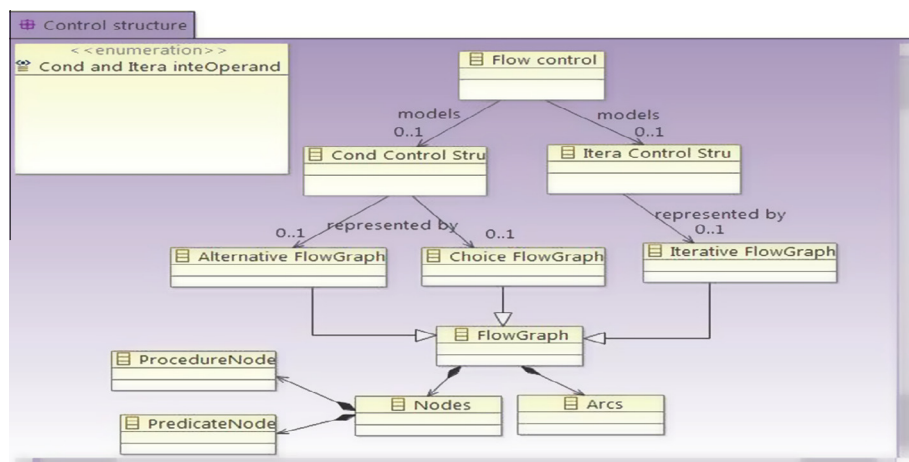 Control structure
<<enumeration>>
Cond and Itera inteOperand
Flow control
models
models
0..1
0..1
Cond Control Stru
Itera Control Stru
represented by
represented by
0..1
0..1
0..1
Alternative FlowGraph
Choice FlowGraph
Iterative FlowGraph
FlowGraph
ProcedureNode
Nodes
Arcs
PredicateNode